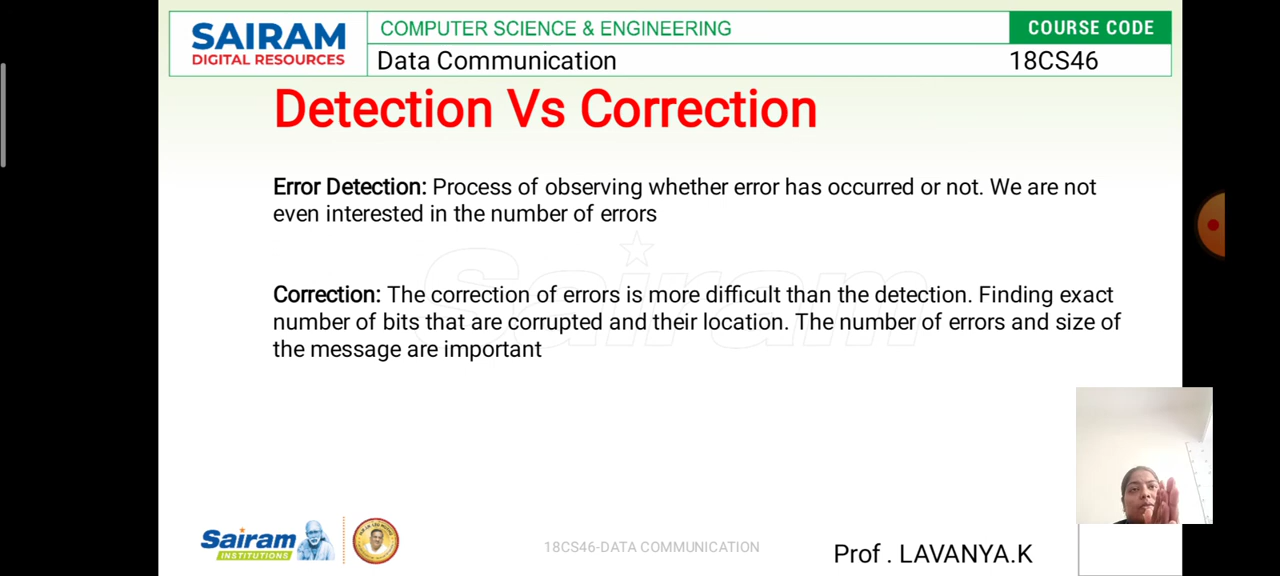 SAIRAM
DIGITAL RESOURCES
COMPUTER SCIENCE & ENGINEERING
COURSE CODE
Data Communication
18CS46
Detection Vs Correction
Error Detection: Process of observing whether error has occurred or not. We are not
even interested in the number of errors
Sairam
Correction: The correction of errors is more difficult than the detection. Finding exact
number of bits that are corrupted and their location. The number of errors and size of
the message are important
Sairam
INSTITUTIONS
18CS46-DATA COMMUNICATION
Prof . LAVANYA.K